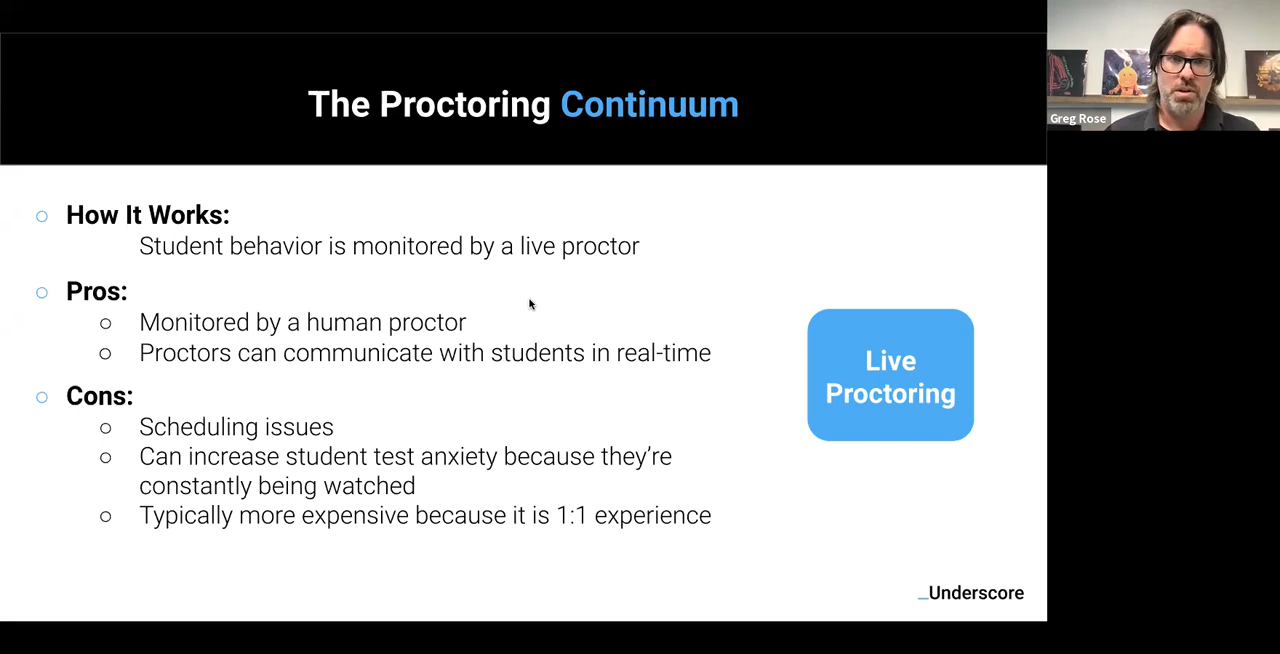 The Proctoring Continuum
Greg Rose
How It Works:
Student behavior is monitored by a live proctor
Pros:
Monitored by a human proctor
Proctors can communicate with students in real-time
Cons:
Scheduling issues
Can increase student test anxiety because they’re
constantly being watched
Typically more expensive because it is 1:1 experience
Live
Proctoring
_Underscore